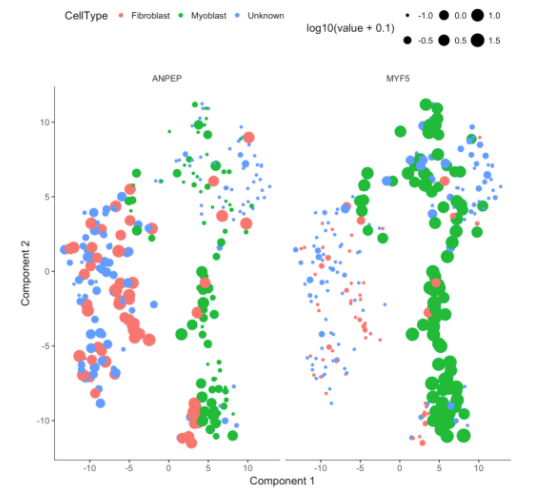 CellType Fibroblast Myoblast Unknown
log10(value + 0.1) -1.0 0.0 1.0
-0.5 0.5 1.5
ANPEP MYF5
10
5
0
-5
-10
Component 2
-10 -5 0 5 10 -10 -5 0 5 10
Component 1